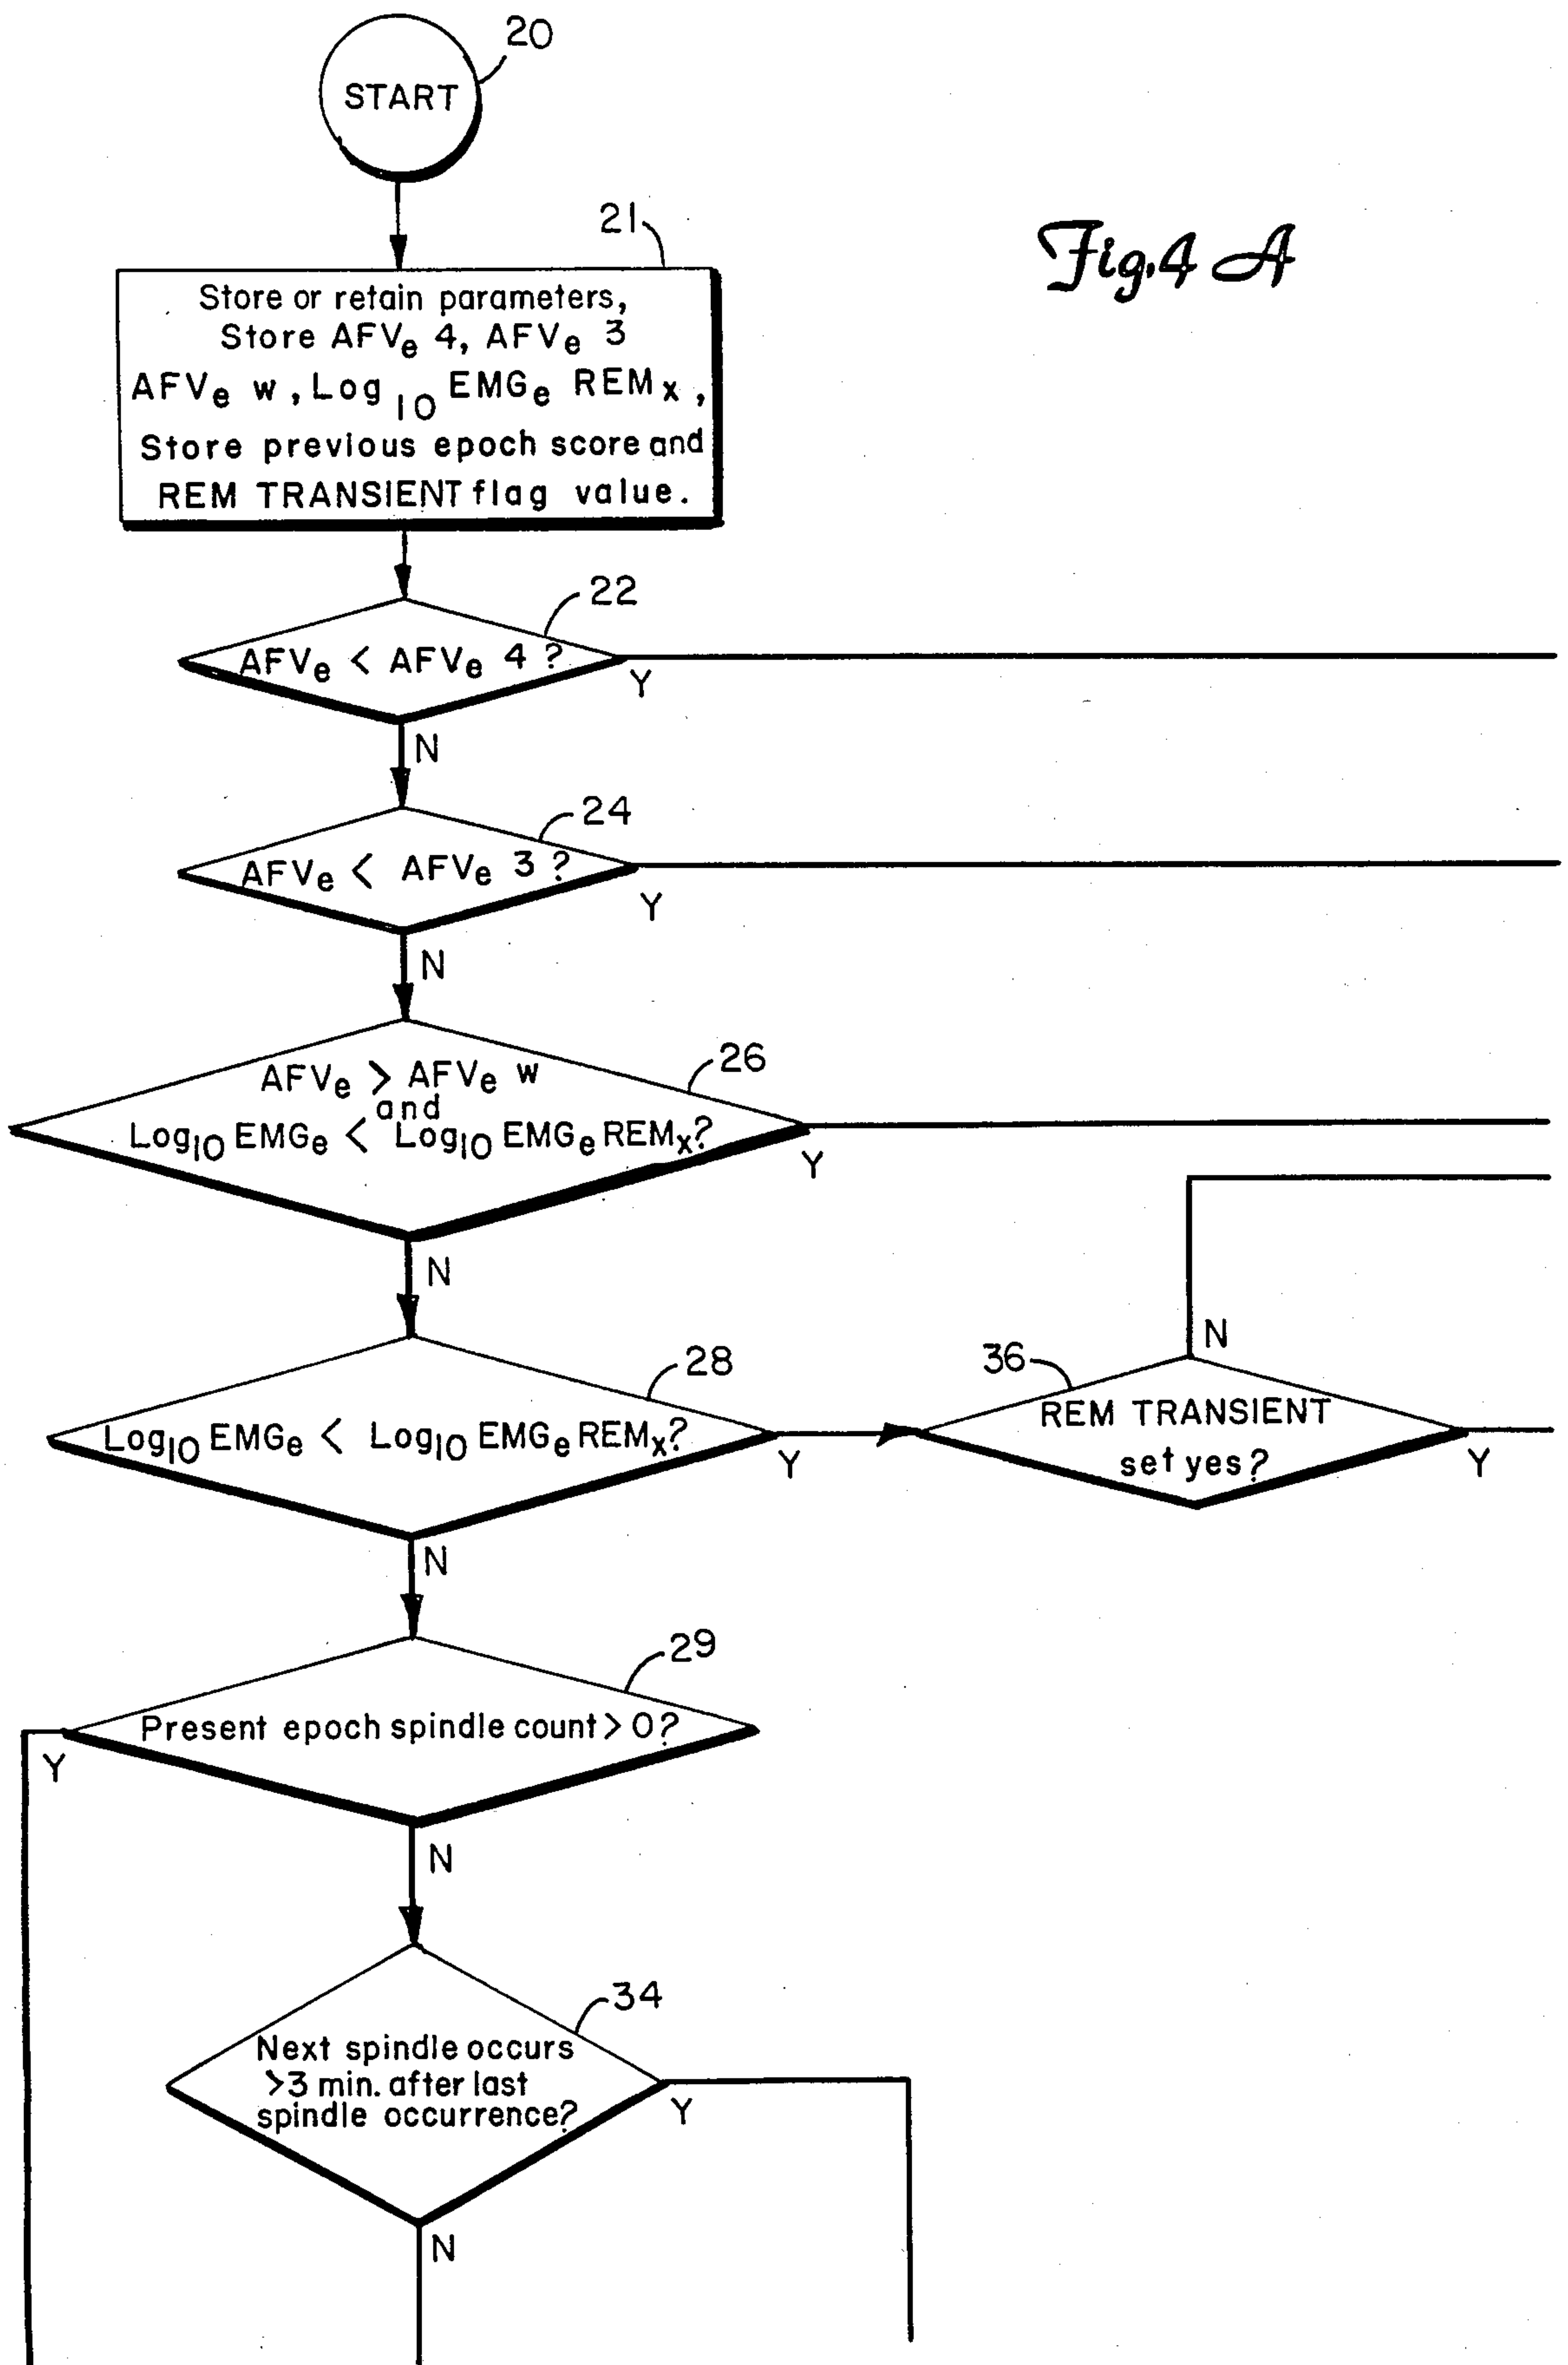 START
20
Fig.4 A
21
Store or retain parameters,
Store AFVe 4, AFVe 3
AFVe w, Log10 EMGe REMx,
Store previous epoch score and
REM TRANSIENT flag value.
22
AFVe < AFVe 4 ?
Y
N
24
AFVe < AFVe 3 ?
Y
N
26
AFVe > AFVe w
and
Log10 EMGe < Log10 EMGe REMx?
Y
N
28
Log10 EMGe < Log10 EMGe REMx?
Y
N
36
N
REM TRANSIENT
set yes?
Y
29
Present epoch spindle count > 0?
Y
N
34
Next spindle occurs
>3 min. after last
spindle occurrence?
Y
N